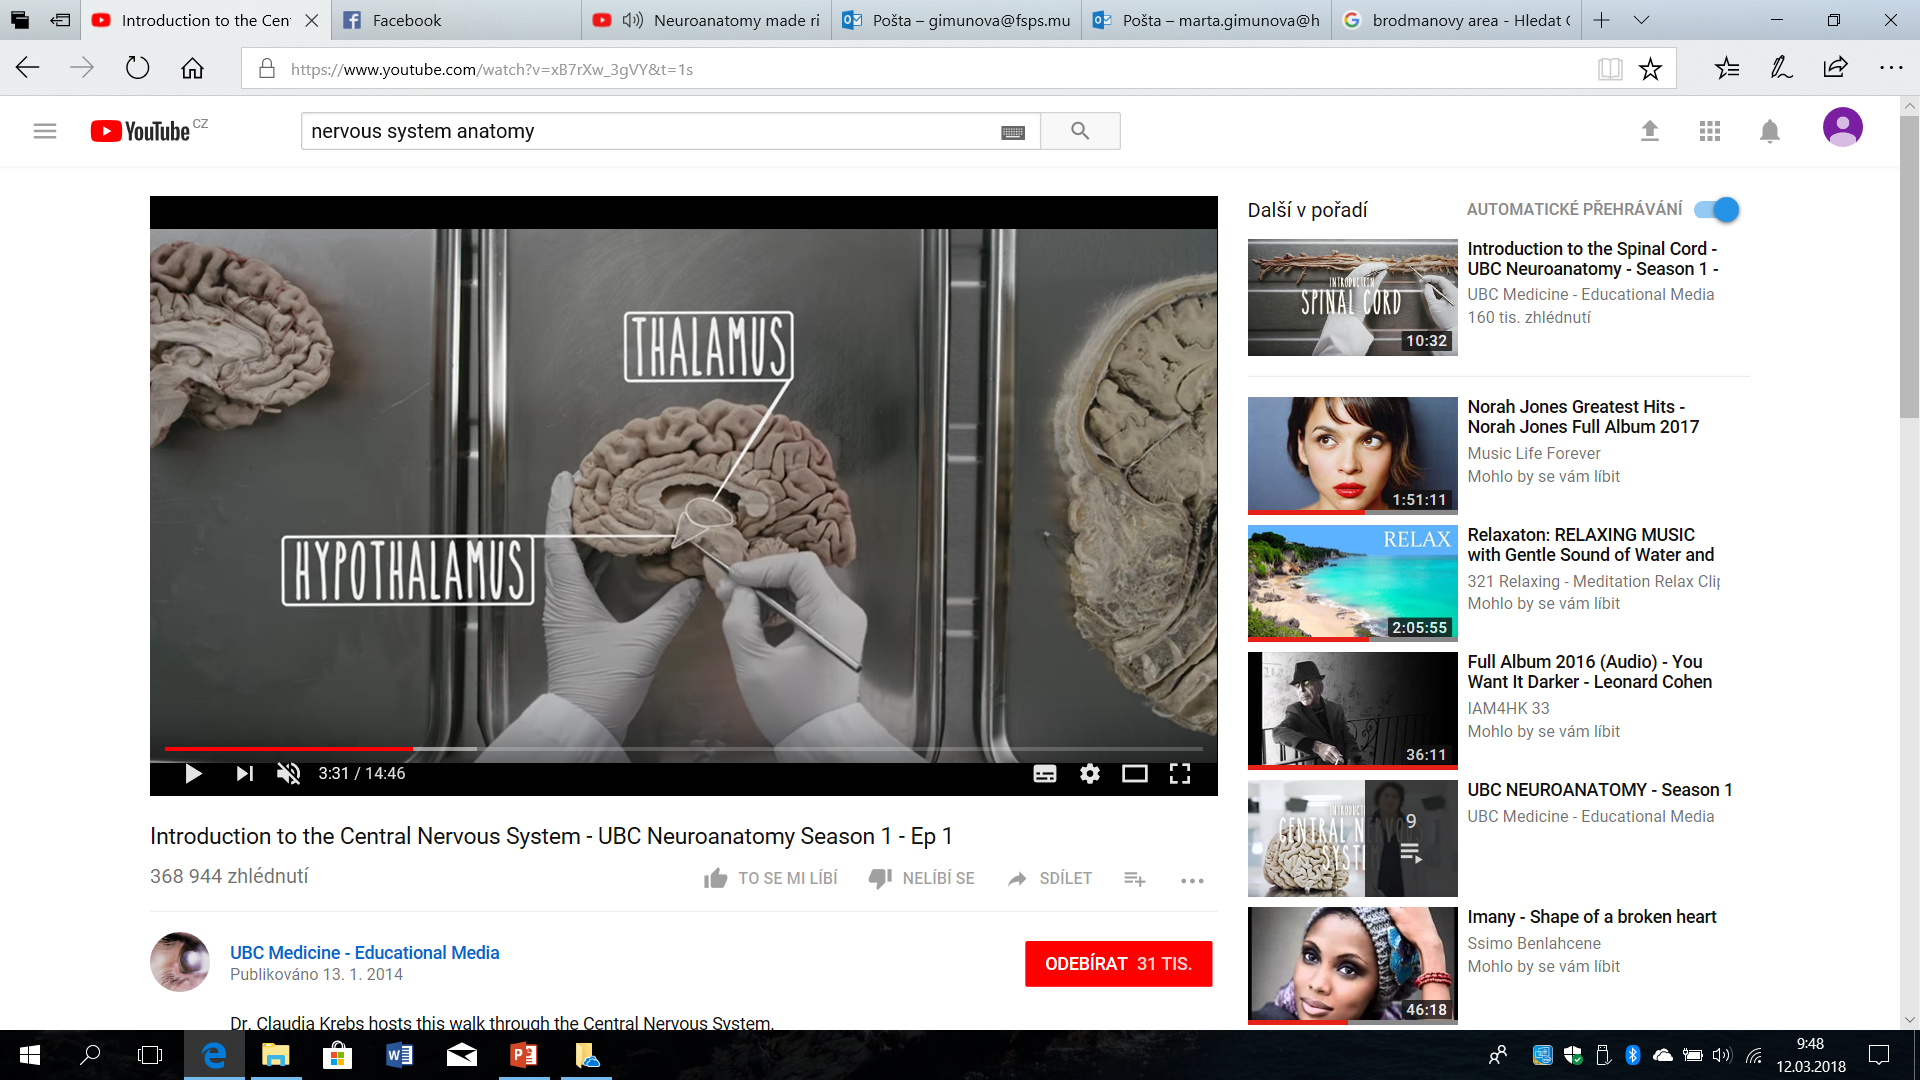 Introduction to the Cen
Facebook
Neuroanatomy made ri
Pošta – gimunova@fsps.mu
Pošta – marta.gimunova@h
brodmanovy area - Hledat
https://www.youtube.com/watch?v=xB7rXw_3gVY&t=1s
YouTube CZ
nervous system anatomy
THALAMUS
HYPOTHALAMUS
3:31 / 14:46
Introduction to the Central Nervous System - UBC Neuroanatomy Season 1 - Ep 1
368 944 zhlédnutí
TO SE MI LÍBÍ
NELÍBÍ SE
SDÍLET
UBC Medicine - Educational Media
Publikováno 13. 1. 2014
ODEBÍRAT 31 TIS.
Dr. Claudia Krebs hosts this walk through the Central Nervous System.
Další v pořadí
AUTOMATICKÉ PŘEHRÁVÁNÍ
INTRODUCTION
SPINAL CORD
10:32
Introduction to the Spinal Cord -
UBC Neuroanatomy - Season 1 -
UBC Medicine - Educational Media
160 tis. zhlédnutí
1:51:11
Norah Jones Greatest Hits -
Norah Jones Full Album 2017
Music Life Forever
Mohlo by se vám líbit
RELAX
2:05:55
Relaxaton: RELAXING MUSIC
with Gentle Sound of Water and
321 Relaxing - Meditation Relax Clip
Mohlo by se vám líbit
36:11
Full Album 2016 (Audio) - You
Want It Darker - Leonard Cohen
IAM4HK 33
Mohlo by se vám líbit
CENTRAL NERVOUS
SYSTEM
9
UBC NEUROANATOMY - Season 1
UBC Medicine - Educational Media
46:18
Imany - Shape of a broken heart
Ssimo Benlahcene
Mohlo by se vám líbit
9:48
12.03.2018